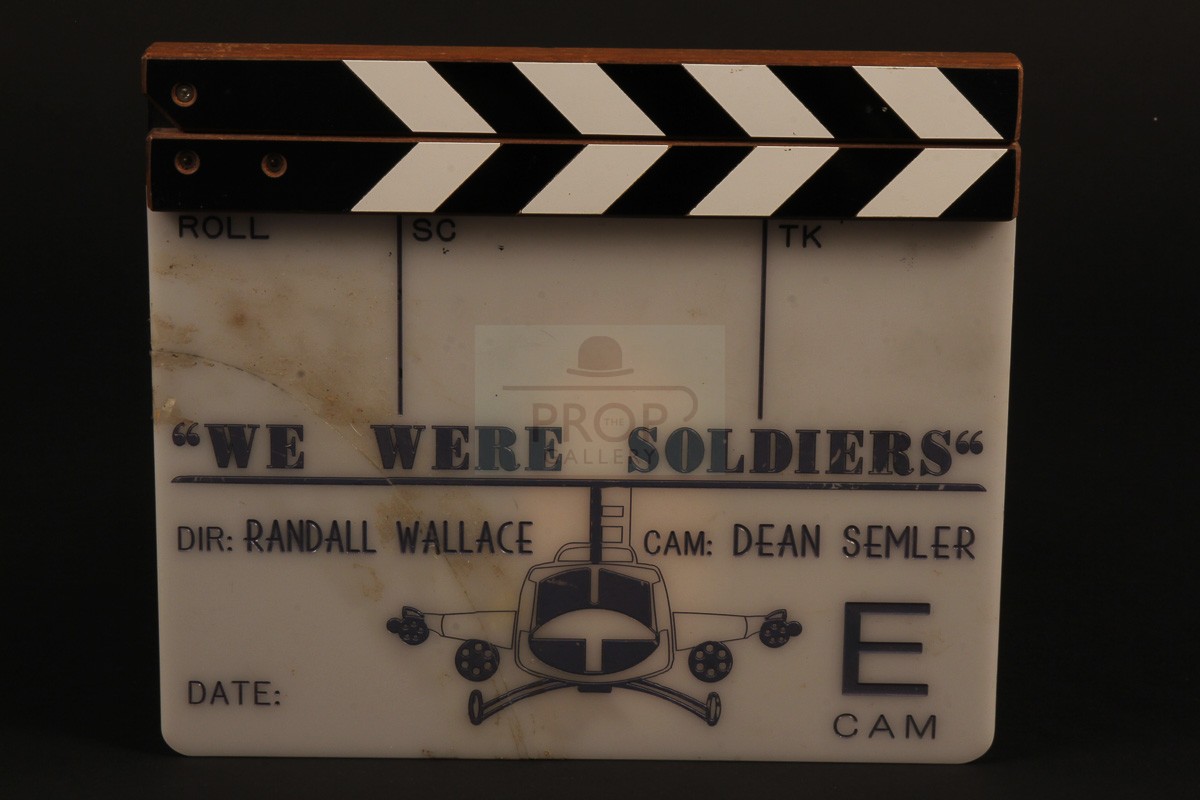 ROLL SC TK
THE
PROP
GALLERY
“WE WERE SOLDIERS“
DIR: RANDALL WALLACE CAM: DEAN SEMLER
E
DATE:
CAM